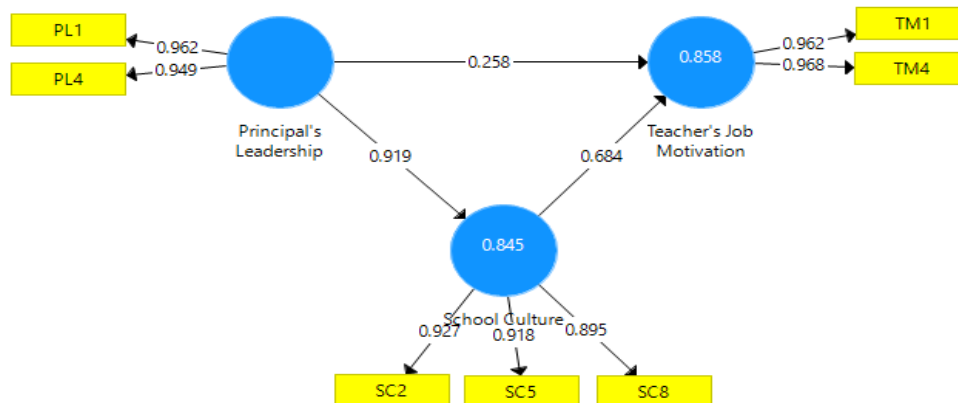 PL1
0.962
PL4
0.949
Principal's
Leadership
0.258
0.858
Teacher's Job
Motivation
0.962
TM1
0.968
TM4
0.919
0.684
0.845
School Culture
0.927
0.918
0.895
SC2
SC5
SC8